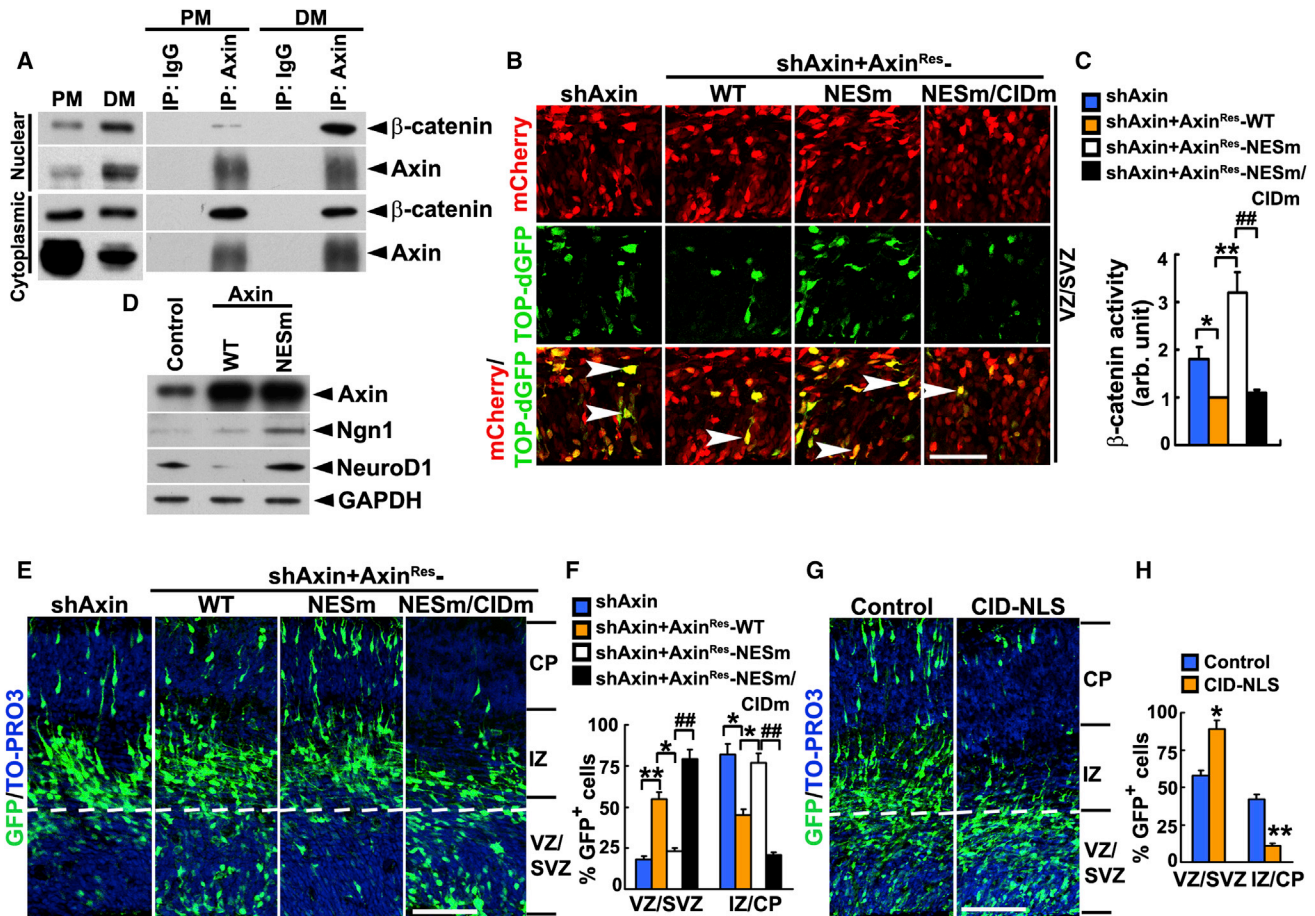 A
PM
DM
IP: IgG
IP: Axin
IP: IgG
IP: Axin
PM
DM
Nuclear
Cytoplasmic
β-catenin
Axin
β-catenin
Axin
B
shAxin+Axin^Res-
shAxin
WT
NESm
NESm/CIDm
mCherry
TOP-dGFP
mCherry/
TOP-dGFP
VZ/SVZ
C
shAxin
shAxin+Axin^Res-WT
shAxin+Axin^Res-NESm
shAxin+Axin^Res-NESm/
CIDm
##
**
*
β-catenin activity
(arb. unit)
4
3
2
1
0
D
Axin
Control
WT
NESm
Axin
Ngn1
NeuroD1
GAPDH
E
shAxin+Axin^Res-
shAxin
WT
NESm
NESm/CIDm
GFP/TO-PRO3
CP
IZ
VZ/
SVZ
F
shAxin
shAxin+Axin^Res-WT
shAxin+Axin^Res-NESm
shAxin+Axin^Res-NESm/
CIDm
% GFP⁺ cells
100
75
50
25
0
**
*
##
*
*
##
VZ/SVZ
IZ/CP
G
Control
CID-NLS
GFP/TO-PRO3
CP
IZ
VZ/
SVZ
H
Control
CID-NLS
% GFP⁺ cells
100
75
50
25
0
*
**
VZ/SVZ
IZ/CP